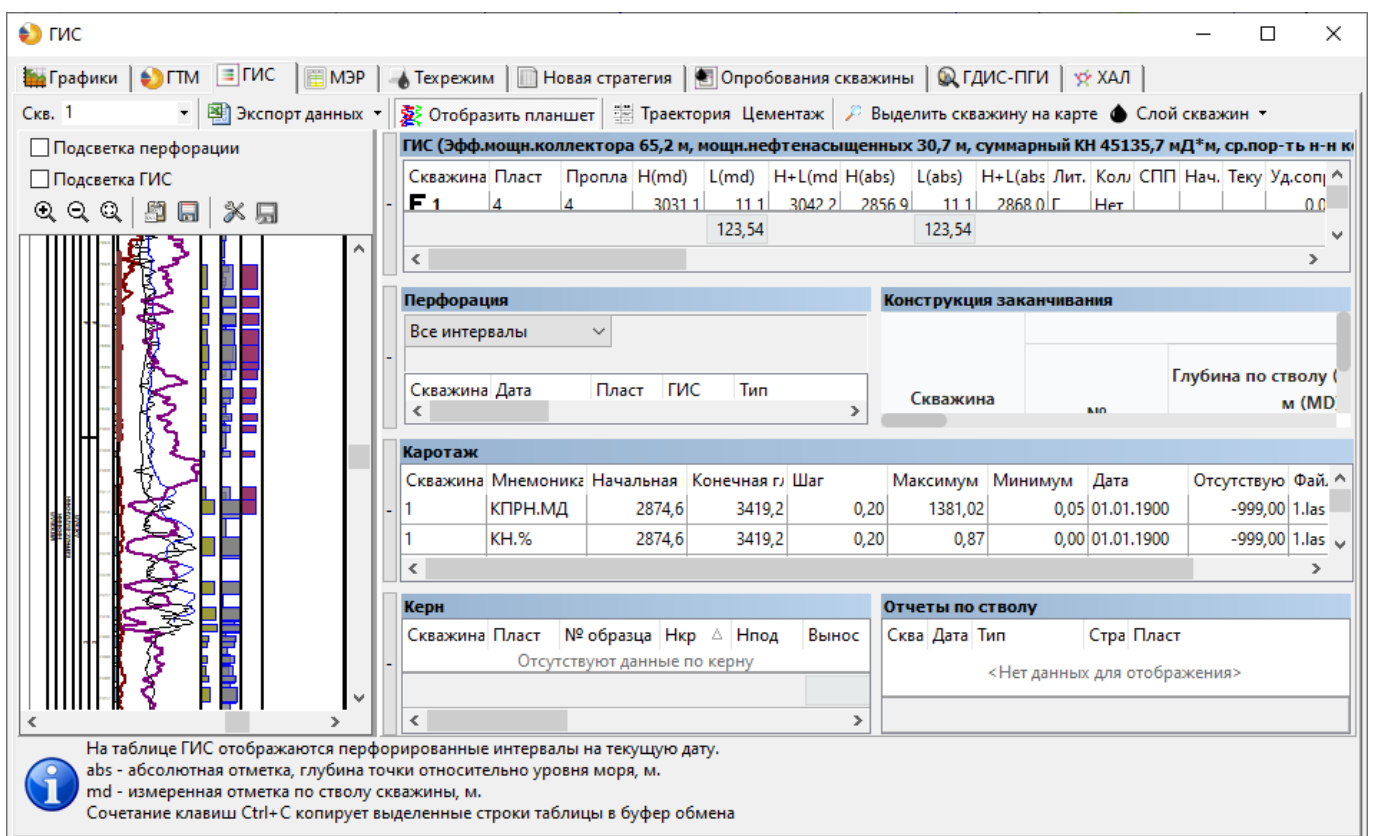 ГИС
Графики ГТМ ГИС МЭР Техрежим Новая стратегия Опробования скважины ГДИС-ПГИ ХАЛ
Скв. 1 Экспорт данных Отобразить планшет Траектория Цементаж Выделить скважину на карте Слой скважин
Подсветка перфорации
Подсветка ГИС
ГИС (Эфф.мощн.коллектора 65,2 м, мощн.нефтенасыщенных 30,7 м, суммарный КН 45135,7 мД*м, ср.пор-ть н-н
Скважина Пласт Пропла H(md) L(md) H+L(md H(abs) L(abs) H+L(abs Лит. Колл СПП Нач. Теку Уд.сопр
1 4 4 3031,1 11,1 3042,2 2856,9 11,1 2868,0 Г Нет 0,0
123,54 123,54
Перфорация
Все интервалы
Скважина Дата Пласт ГИС Тип
Конструкция заканчивания
Глубина по стволу (
Скважина № м (MD)
Каротаж
Скважина Мнемоника Начальная Конечная гл Шаг Максимум Минимум Дата Отсутствую Фай
1 КПРН.МД 2874,6 3419,2 0,20 1381,02 0,05 01.01.1900 -999,00 1.las
1 КН.% 2874,6 3419,2 0,20 0,87 0,00 01.01.1900 -999,00 1.las
Керн
Скважина Пласт № образца Нкр Нпод Вынос
Отсутствуют данные по керну
Отчеты по стволу
Сква Дата Тип Стра Пласт
<Нет данных для отображения>
На таблице ГИС отображаются перфорированные интервалы на текущую дату.
abs - абсолютная отметка, глубина точки относительно уровня моря, м.
md - измеренная отметка по стволу скважины, м.
Сочетание клавиш Ctrl+C копирует выделенные строки таблицы в буфер обмена